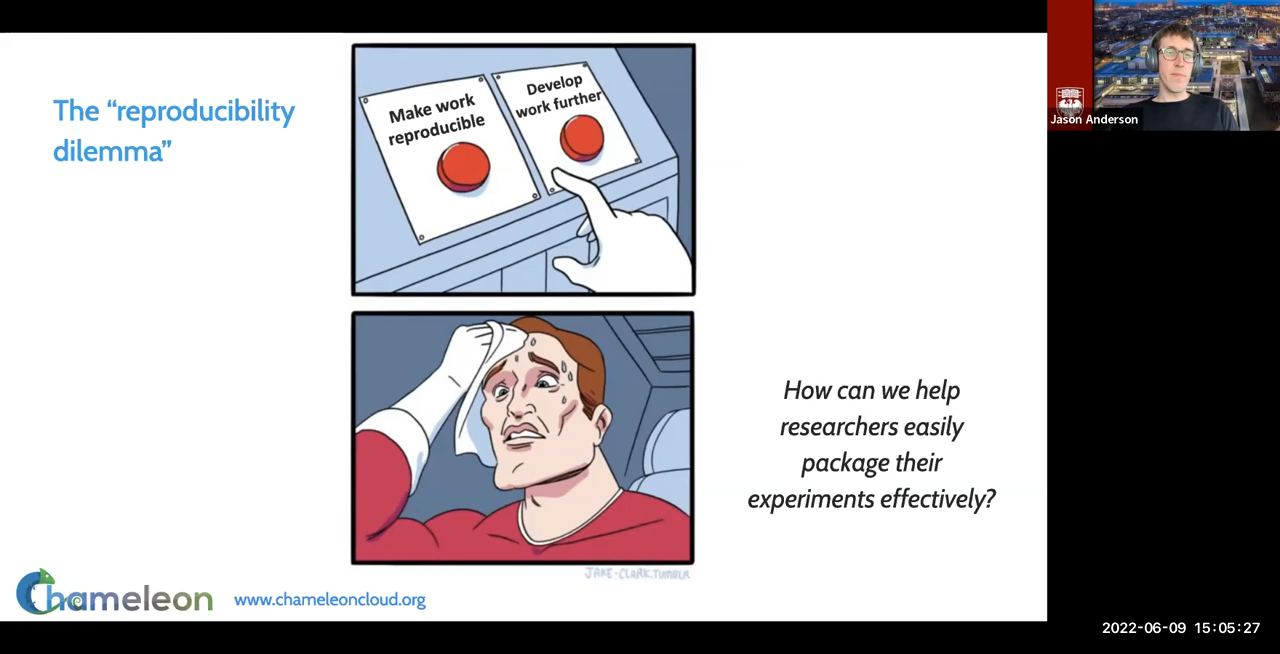 The “reproducibility
dilemma”
Make work
reproducible
Develop
work further
How can we help
researchers easily
package their
experiments effectively?
JAKE-CLARK.TUMBLR
Chameleon
www.chameleoncloud.org
Jason Anderson
2022-06-09 15:05:27